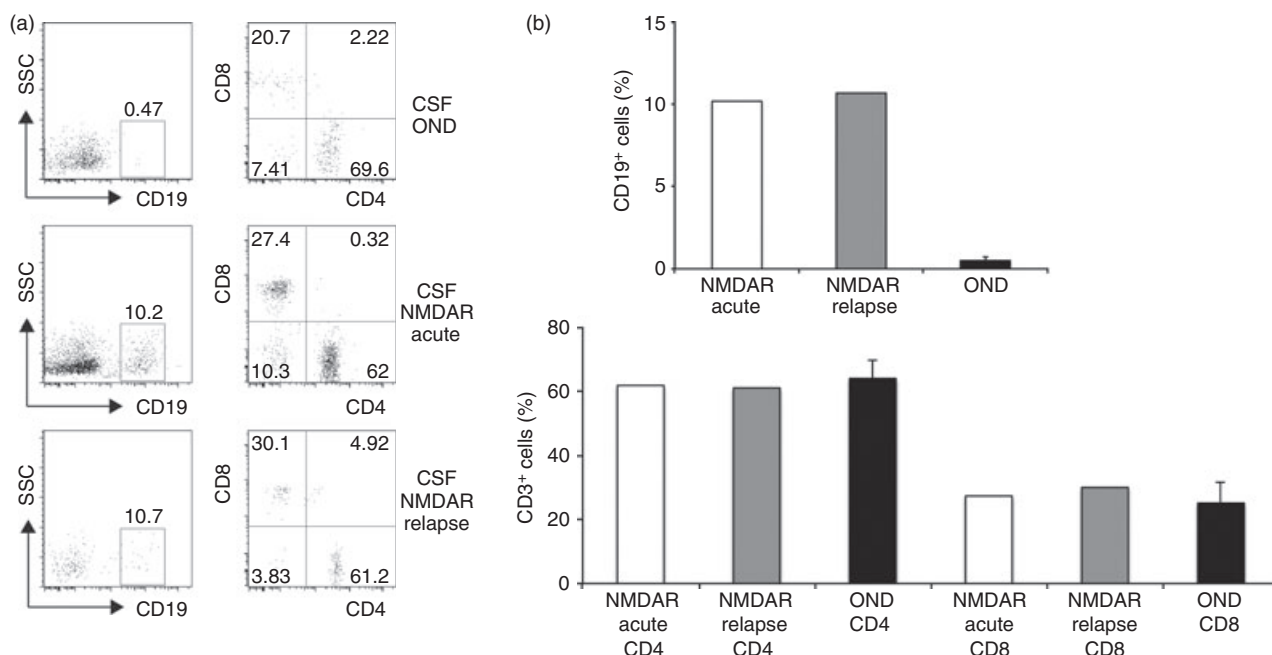 (a)
SSC
0.47
CD19
CD8
20.7 2.22
7.41 69.6
CD4
CSF
OND
SSC
10.2
CD19
CD8
27.4 0.32
10.3 62
CD4
CSF
NMDAR
acute
SSC
10.7
CD19
CD8
30.1 4.92
3.83 61.2
CD4
CSF
NMDAR
relapse
(b)
CD19+ cells (%)
15
10
5
0
NMDAR acute
NMDAR relapse
OND
CD3+ cells (%)
80
60
40
20
0
NMDAR acute CD4
NMDAR relapse CD4
OND CD4
NMDAR acute CD8
NMDAR relapse CD8
OND CD8